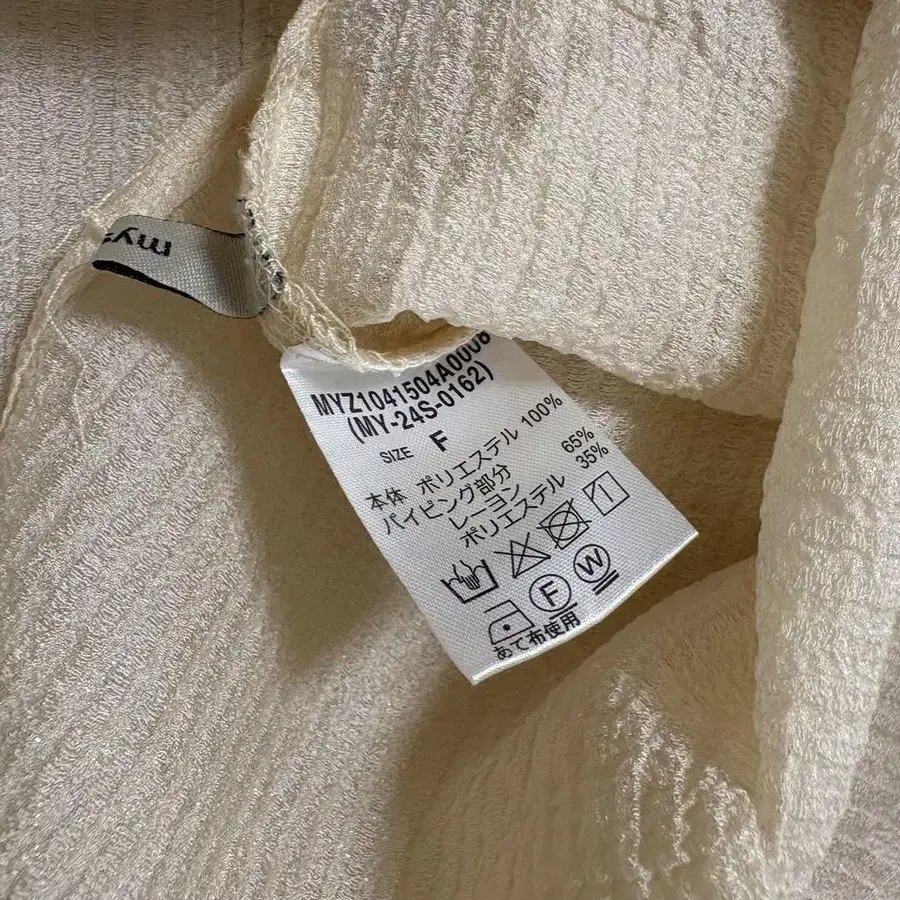 my
MYZ1041504A0008
(MY-24S-0162)
SIZE F
本体 ポリエステル 100%
パイピング部分
レーヨン 65%
ポリエステル 35%
F W
あて布使用